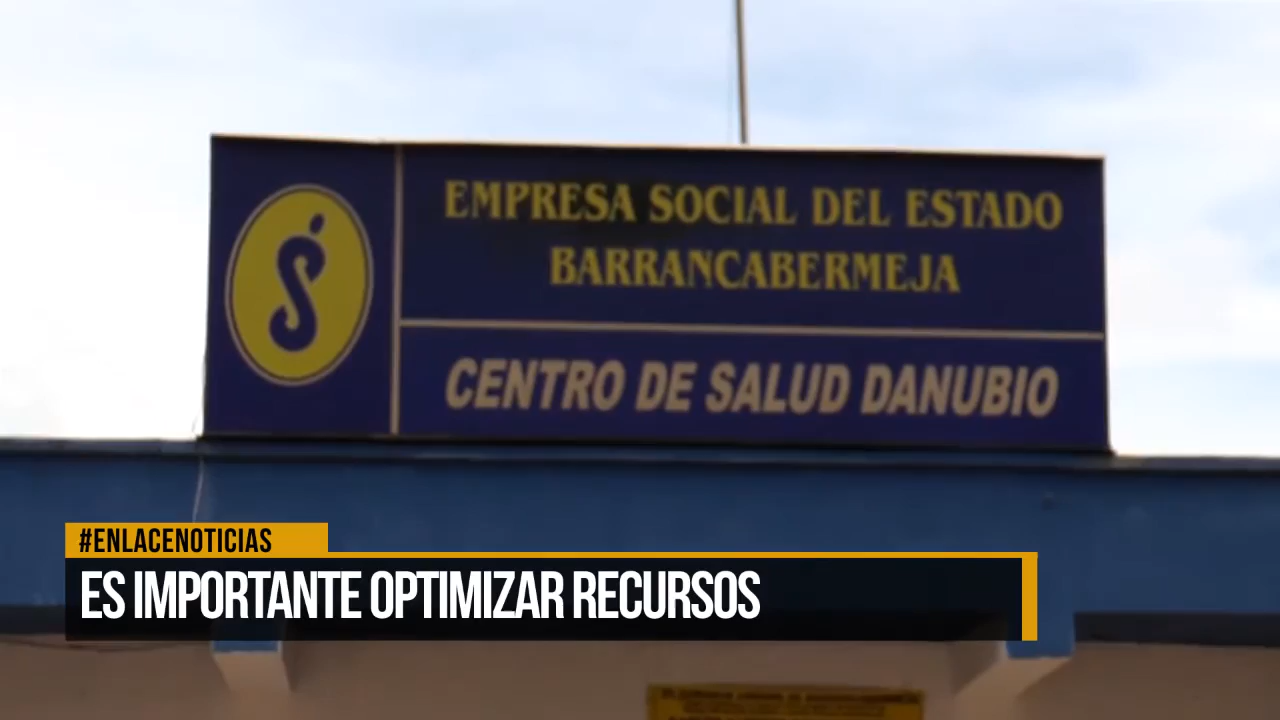 EMPRESA SOCIAL DEL ESTADO
BARRANCABERMEJA
CENTRO DE SALUD DANUBIO
#ENLACENOTICIAS
ES IMPORTANTE OPTIMIZAR RECURSOS